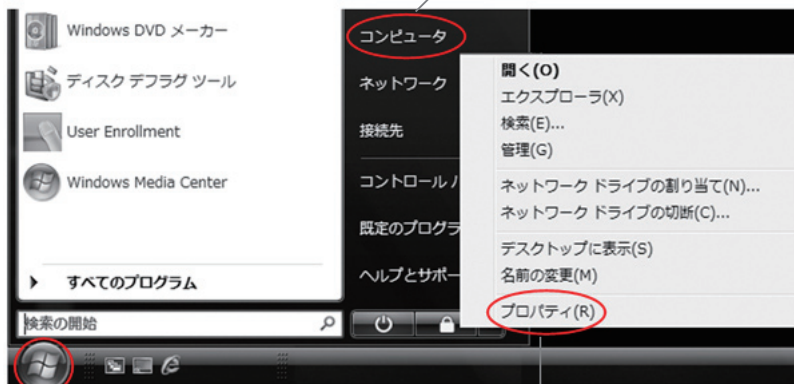 Windows DVD メーカー
ディスク デフラグ ツール
User Enrollment
Windows Media Center
すべてのプログラム
検索の開始
コンピュータ
ネットワーク
接続先
コントロール
既定のプログラ
ヘルプとサポー
開く(O)
エクスプローラ(X)
検索(E)...
管理(G)
ネットワーク ドライブの割り当て(N)...
ネットワーク ドライブの切断(C)...
デスクトップに表示(S)
名前の変更(M)
プロパティ(R)